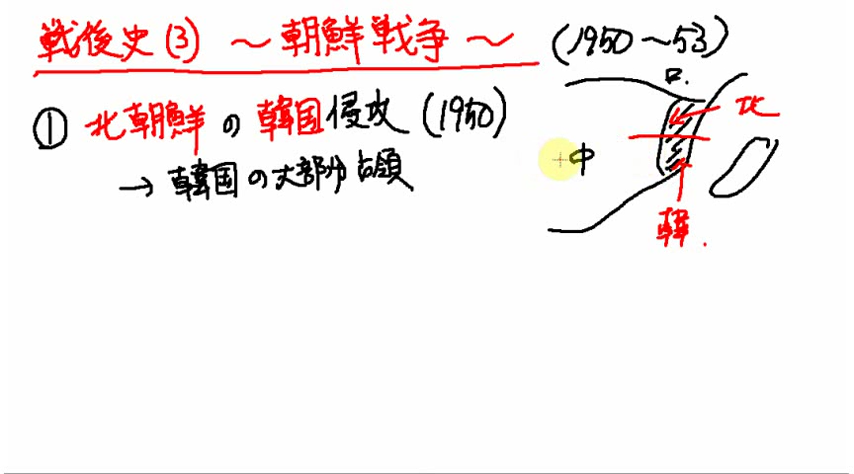 戦後史(3) ～朝鮮戦争～ (1950～53)
① 北朝鮮の韓国侵攻 (1950)
→ 韓国の大部分占領
ロ.
北
中
韓.